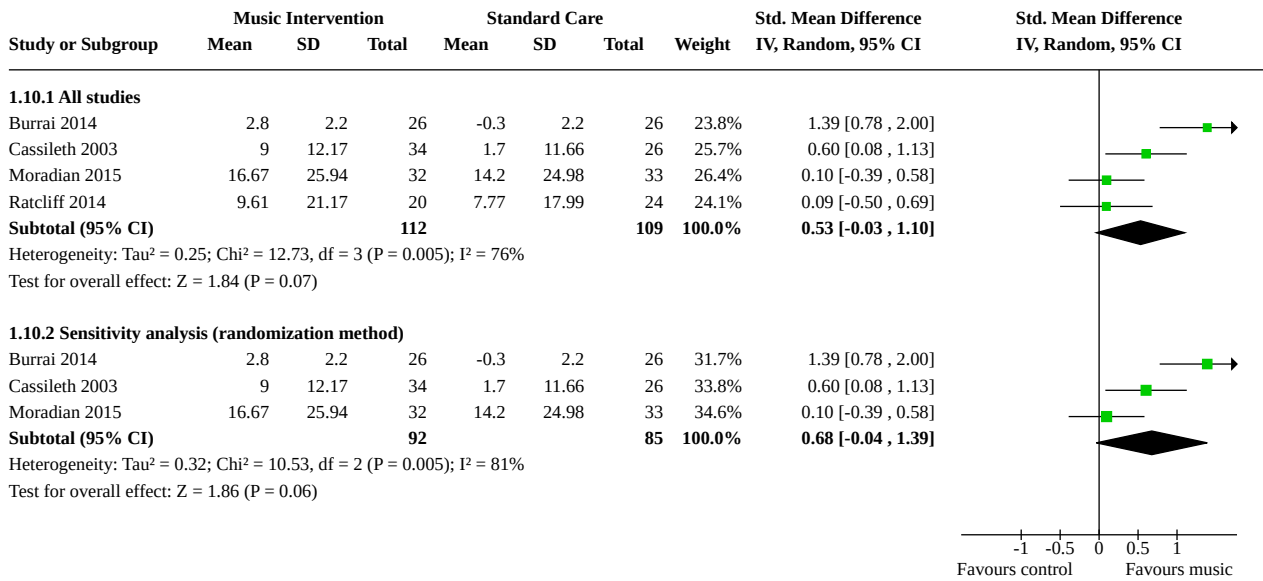 Music Intervention Standard Care Std. Mean Difference Std. Mean Difference
Study or Subgroup Mean SD Total Mean SD Total Weight IV, Random, 95% CI IV, Random, 95% CI
1.10.1 All studies
Burrai 2014 2.8 2.2 26 -0.3 2.2 26 23.8% 1.39 [0.78 , 2.00]
Cassileth 2003 9 12.17 34 1.7 11.66 26 25.7% 0.60 [0.08 , 1.13]
Moradian 2015 16.67 25.94 32 14.2 24.98 33 26.4% 0.10 [-0.39 , 0.58]
Ratcliff 2014 9.61 21.17 20 7.77 17.99 24 24.1% 0.09 [-0.50 , 0.69]
Subtotal (95% CI) 112 109 100.0% 0.53 [-0.03 , 1.10]
Heterogeneity: Tau² = 0.25; Chi² = 12.73, df = 3 (P = 0.005); I² = 76%
Test for overall effect: Z = 1.84 (P = 0.07)
1.10.2 Sensitivity analysis (randomization method)
Burrai 2014 2.8 2.2 26 -0.3 2.2 26 31.7% 1.39 [0.78 , 2.00]
Cassileth 2003 9 12.17 34 1.7 11.66 26 33.8% 0.60 [0.08 , 1.13]
Moradian 2015 16.67 25.94 32 14.2 24.98 33 34.6% 0.10 [-0.39 , 0.58]
Subtotal (95% CI) 92 85 100.0% 0.68 [-0.04 , 1.39]
Heterogeneity: Tau² = 0.32; Chi² = 10.53, df = 2 (P = 0.005); I² = 81%
Test for overall effect: Z = 1.86 (P = 0.06)
-1 -0.5 0 0.5 1
Favours control Favours music